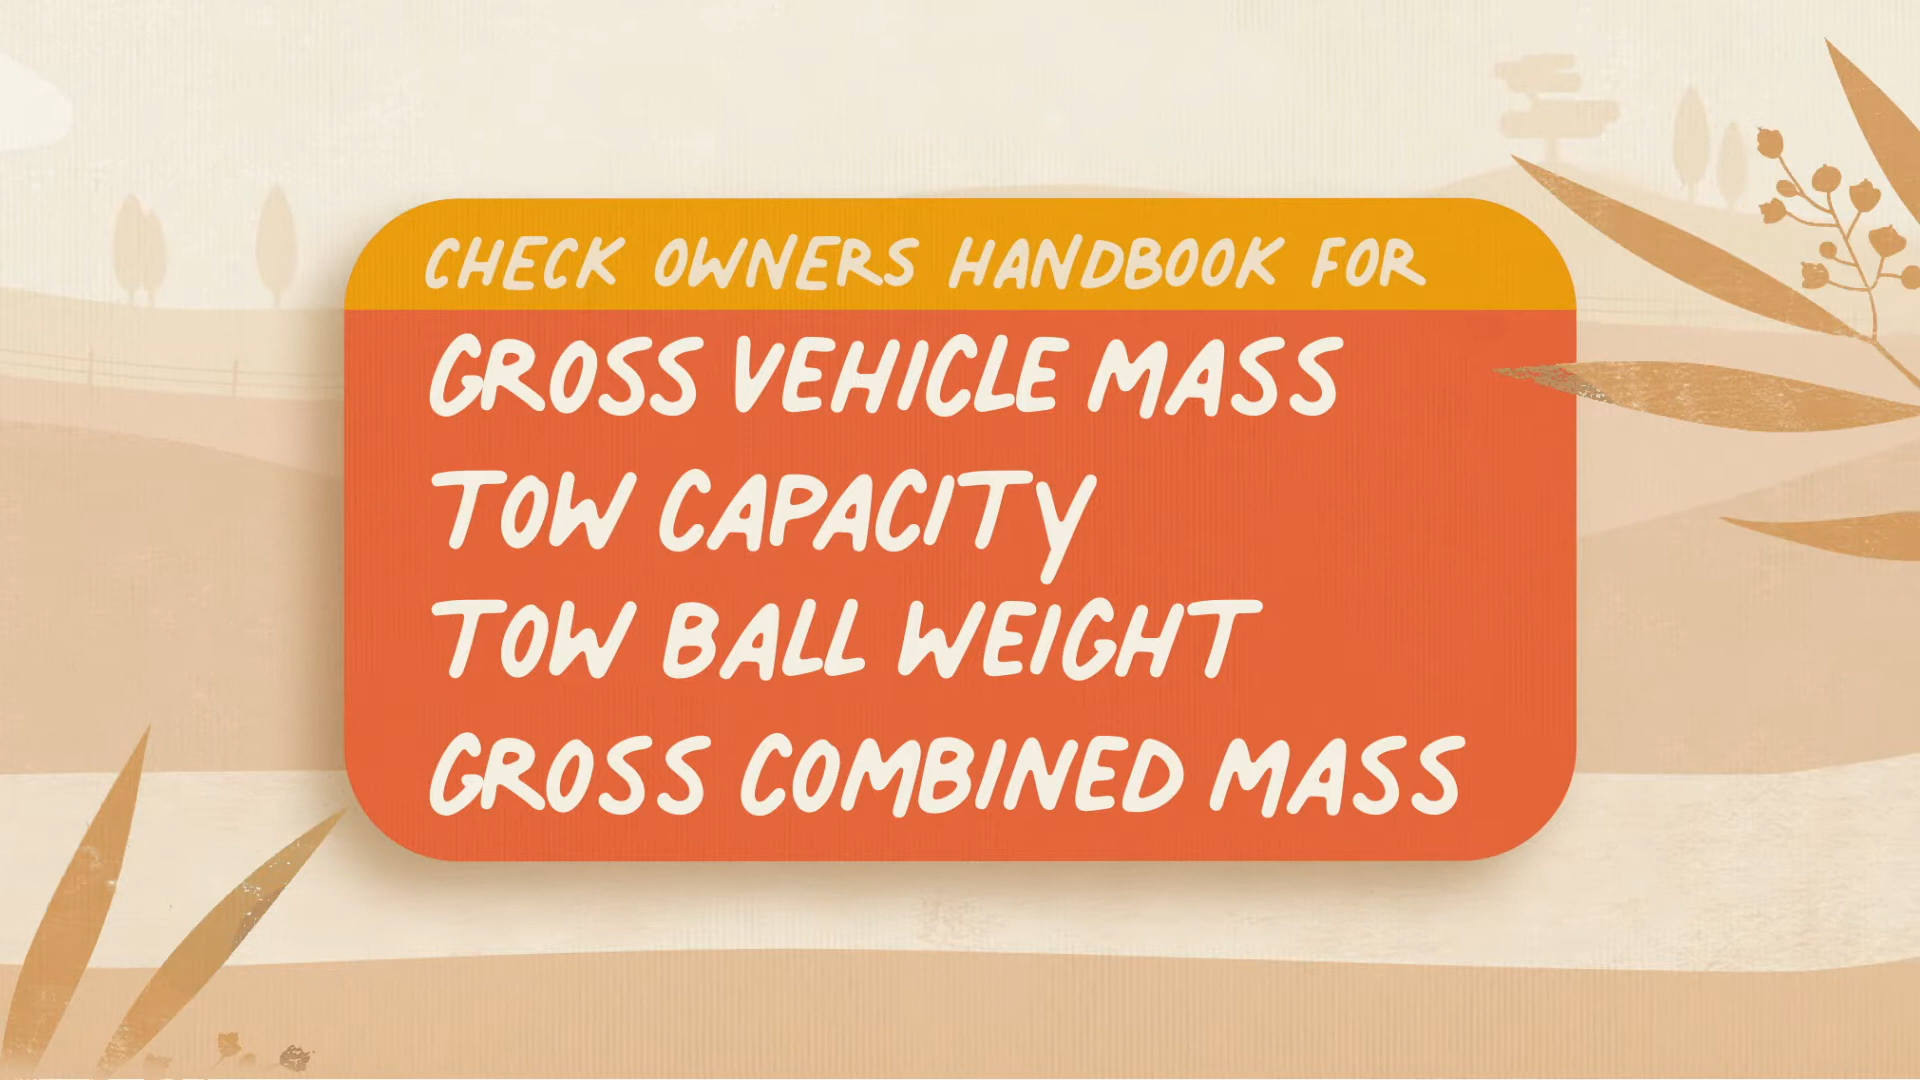 CHECK OWNERS HANDBOOK FOR
GROSS VEHICLE MASS
TOW CAPACITY
TOW BALL WEIGHT
GROSS COMBINED MASS